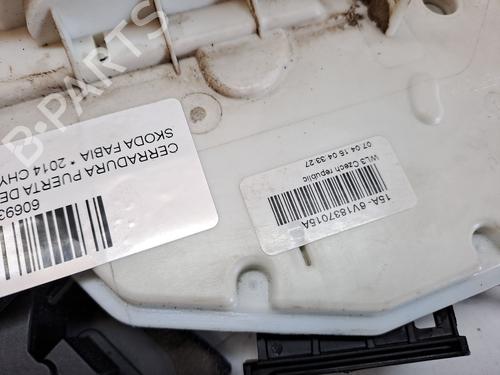 B-PARTS
CERRADURA PUERTA DE
SKODA FABIA * 2014 CHY
60693
07 04 15 04:33:27
WL3 Czech republic
15A- 6V1837015A